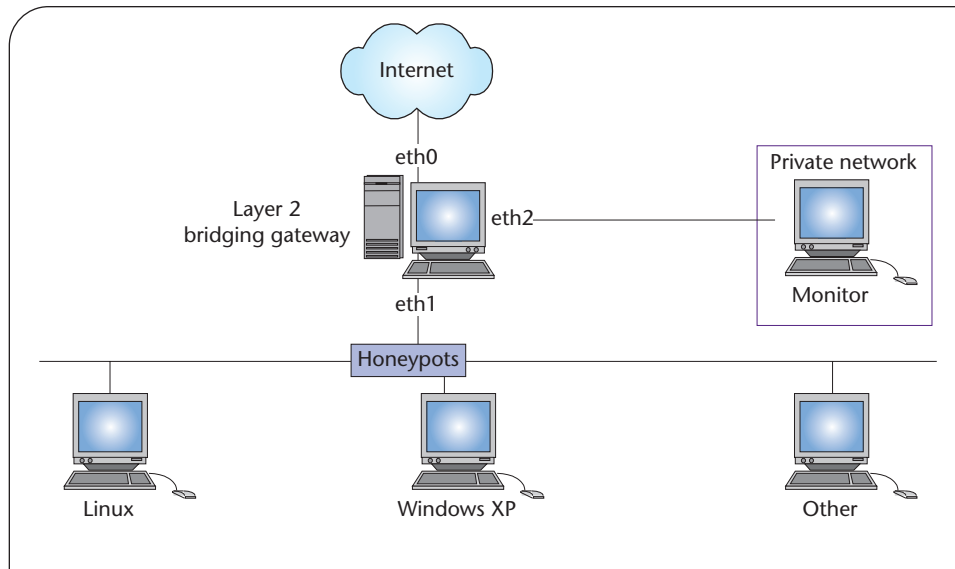 Internet
eth0
Private network
Layer 2
bridging gateway
eth2
Monitor
eth1
Honeypots
Linux
Windows XP
Other